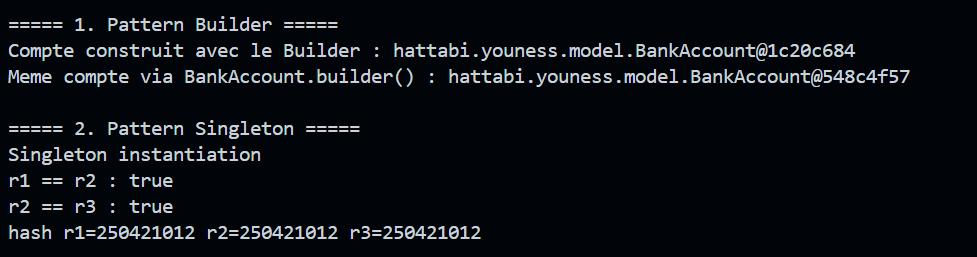 ===== 1. Pattern Builder =====
Compte construit avec le Builder : hattabi.youness.model.BankAccount@1c20c684
Meme compte via BankAccount.builder() : hattabi.youness.model.BankAccount@548c4f57
===== 2. Pattern Singleton =====
Singleton instantiation
r1 == r2 : true
r2 == r3 : true
hash r1=250421012 r2=250421012 r3=250421012